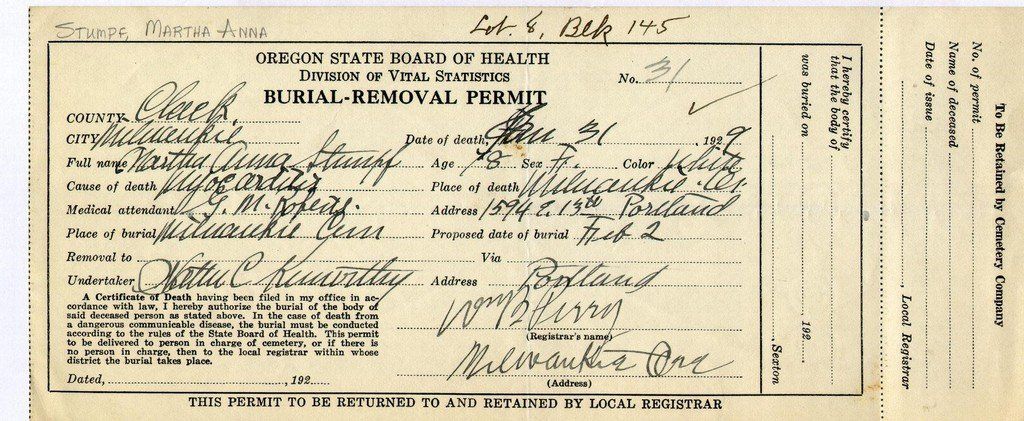 STUMPF, MARTHA ANNA
Lot. 8, Blk 145
OREGON STATE BOARD OF HEALTH
DIVISION OF VITAL STATISTICS
No. 31
BURIAL-REMOVAL PERMIT
COUNTY Clack.
CITY Milwaukie Date of death, Jan 31 1929
Full name Martha Anna Stumpf Age 78 Sex F. Color White
Cause of death Myocarditis Place of death Milwaukie
Medical attendant G. M. Address 1594 E. 13th Portland
Place of burial Milwaukie Cem Proposed date of burial Feb 2
Removal to Via
Undertaker C Kenworthy Address Portland
A Certificate of Death having been filed in my office in ac-
cordance with law, I hereby authorize the burial of the body of
said deceased person as stated above. In the case of death from
a dangerous communicable disease, the burial must be conducted
according to the rules of the State Board of Health. This permit
to be delivered to person in charge of cemetery, or if there is
no person in charge, then to the local registrar within whose
district the burial takes place.
Dated, 192
(Registrar's name)
Milwaukie Ore
(Address)
THIS PERMIT TO BE RETURNED TO AND RETAINED BY LOCAL REGISTRAR
I hereby certify
that the body of
was buried on 192
, Sexton
To Be Retained by Cemetery Company
No. of permit
Name of deceased
Date of issue
, Local Registrar